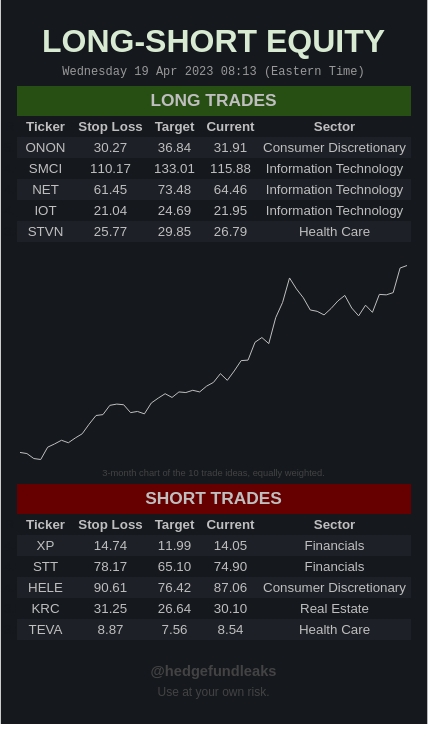 LONG-SHORT EQUITY
Wednesday 19 Apr 2023 08:13 (Eastern Time)
LONG TRADES
Ticker Stop Loss Target Current Sector
ONON 30.27 36.84 31.91 Consumer Discretionary
SMCI 110.17 133.01 115.88 Information Technology
NET 61.45 73.48 64.46 Information Technology
IOT 21.04 24.69 21.95 Information Technology
STVN 25.77 29.85 26.79 Health Care
3-month chart of the 10 trade ideas, equally weighted.
SHORT TRADES
Ticker Stop Loss Target Current Sector
XP 14.74 11.99 14.05 Financials
STT 78.17 65.10 74.90 Financials
HELE 90.61 76.42 87.06 Consumer Discretionary
KRC 31.25 26.64 30.10 Real Estate
TEVA 8.87 7.56 8.54 Health Care
@hedgefundleaks
Use at your own risk.